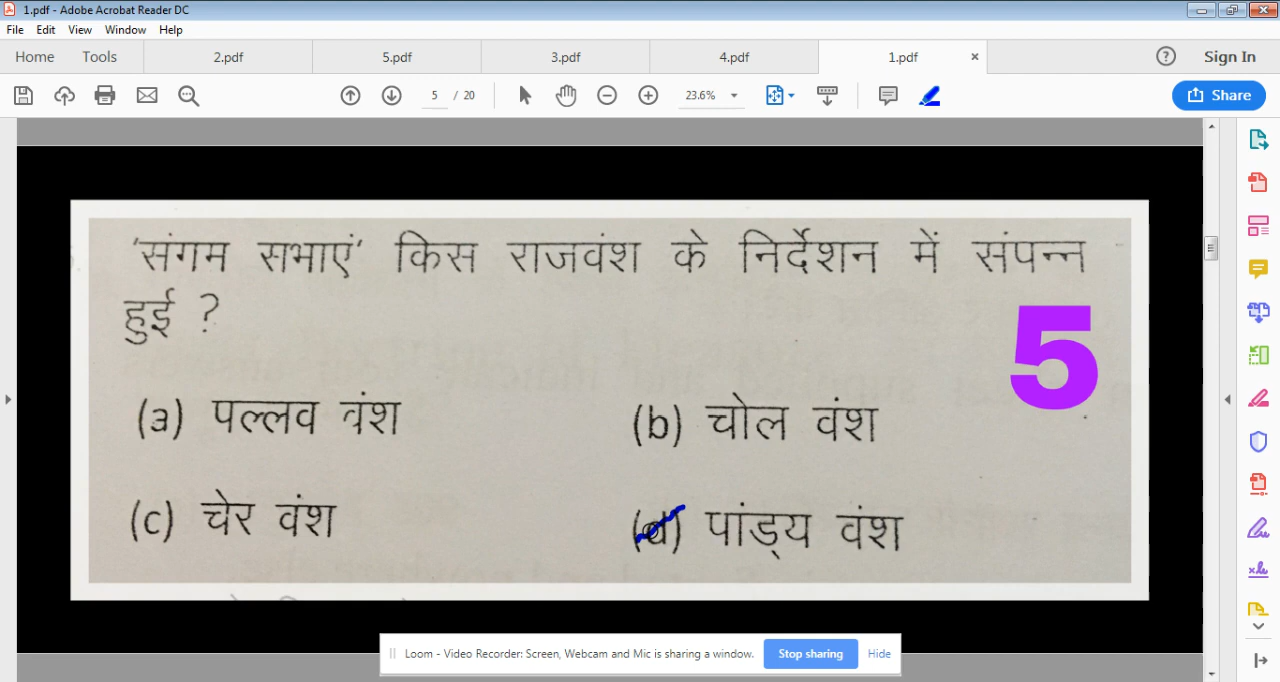 1.pdf - Adobe Acrobat Reader DC
File Edit View Window Help
Home Tools 2.pdf 5.pdf 3.pdf 4.pdf 1.pdf × Sign In
5 / 20 23.6% Share
'संगम सभाएं' किस राजवंश के निर्देशन में संपन्न
हुई ?
5
(a) पल्लव वंश (b) चोल वंश
(c) चेर वंश (d) पांड्य वंश
Loom - Video Recorder: Screen, Webcam and Mic is sharing a window. Stop sharing Hide